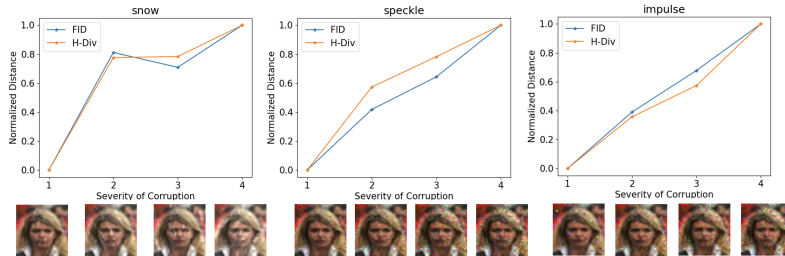 snow
FID
H-Div
Normalized Distance
1.0
0.8
0.6
0.4
0.2
0.0
1 2 3 4
Severity of Corruption
speckle
FID
H-Div
Normalized Distance
1.0
0.8
0.6
0.4
0.2
0.0
1 2 3 4
Severity of Corruption
impulse
FID
H-Div
Normalized Distance
1.0
0.8
0.6
0.4
0.2
0.0
1 2 3 4
Severity of Corruption